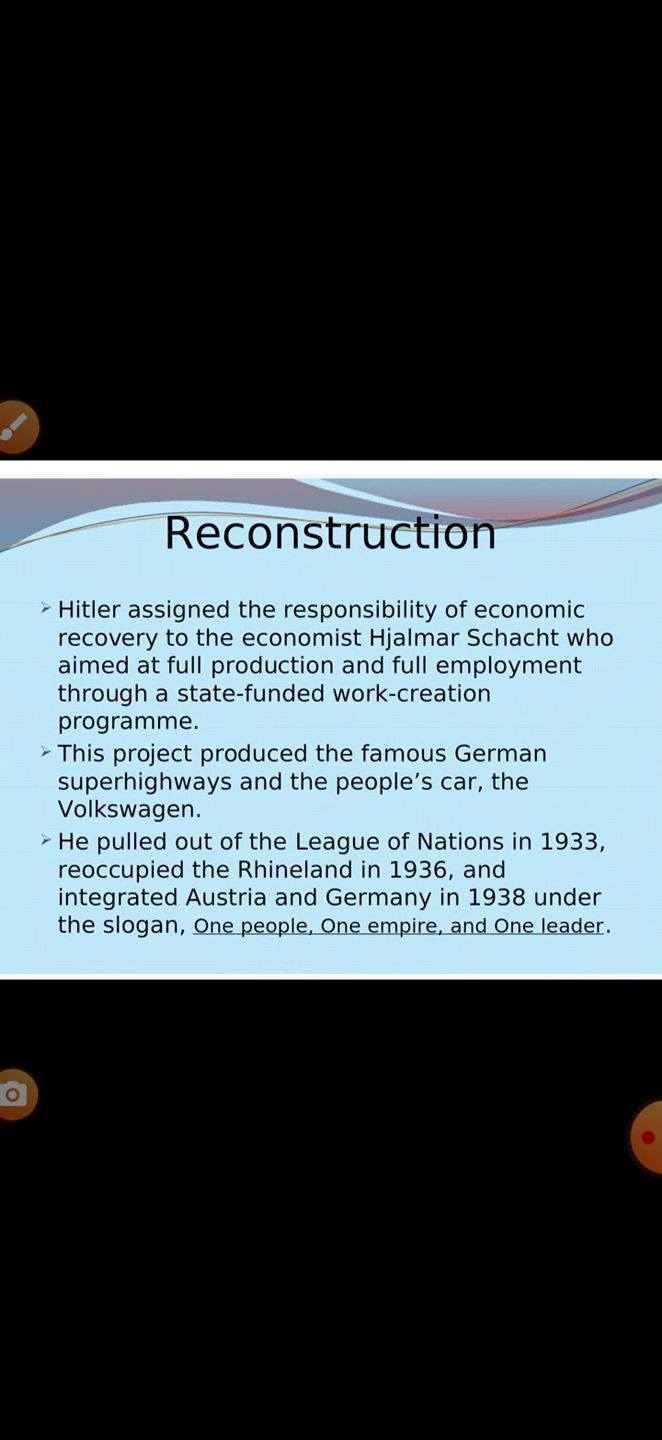 Reconstruction
➢ Hitler assigned the responsibility of economic
recovery to the economist Hjalmar Schacht who
aimed at full production and full employment
through a state-funded work-creation
programme.
➢ This project produced the famous German
superhighways and the people’s car, the
Volkswagen.
➢ He pulled out of the League of Nations in 1933,
reoccupied the Rhineland in 1936, and
integrated Austria and Germany in 1938 under
the slogan, One people, One empire, and One leader.